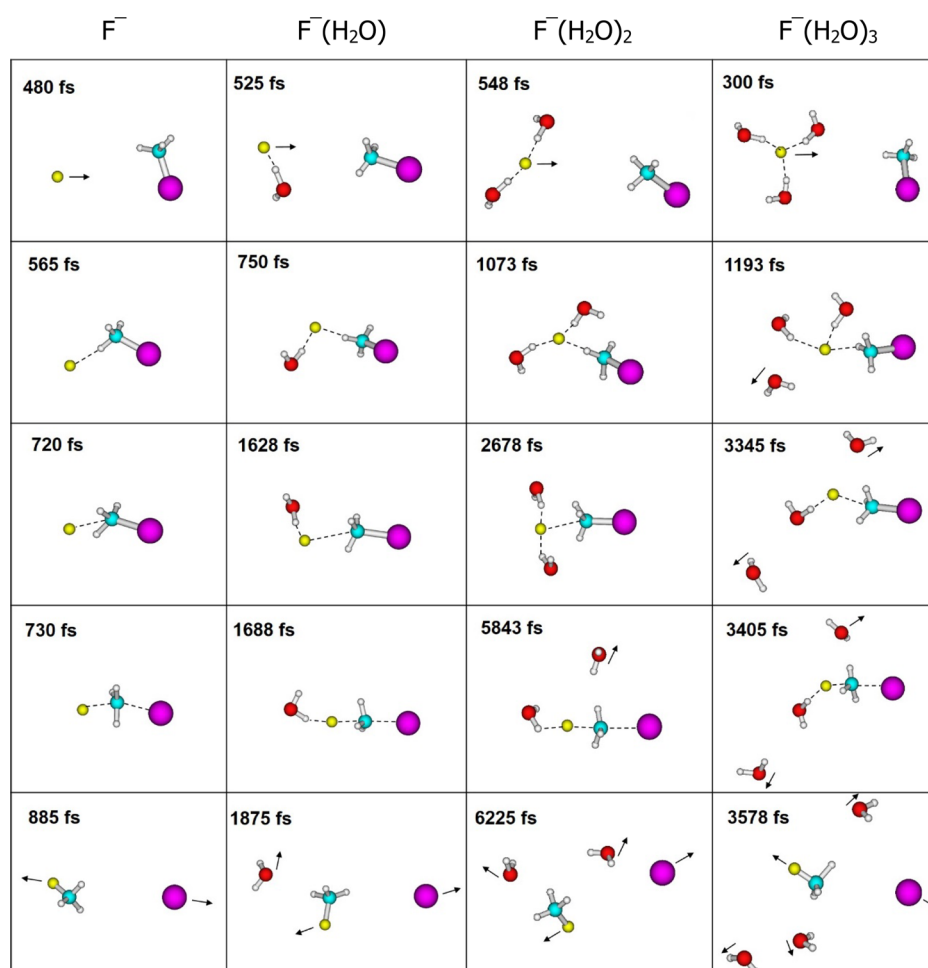 F⁻ F⁻(H₂O) F⁻(H₂O)₂ F⁻(H₂O)₃
480 fs 525 fs 548 fs 300 fs
565 fs 750 fs 1073 fs 1193 fs
720 fs 1628 fs 2678 fs 3345 fs
730 fs 1688 fs 5843 fs 3405 fs
885 fs 1875 fs 6225 fs 3578 fs